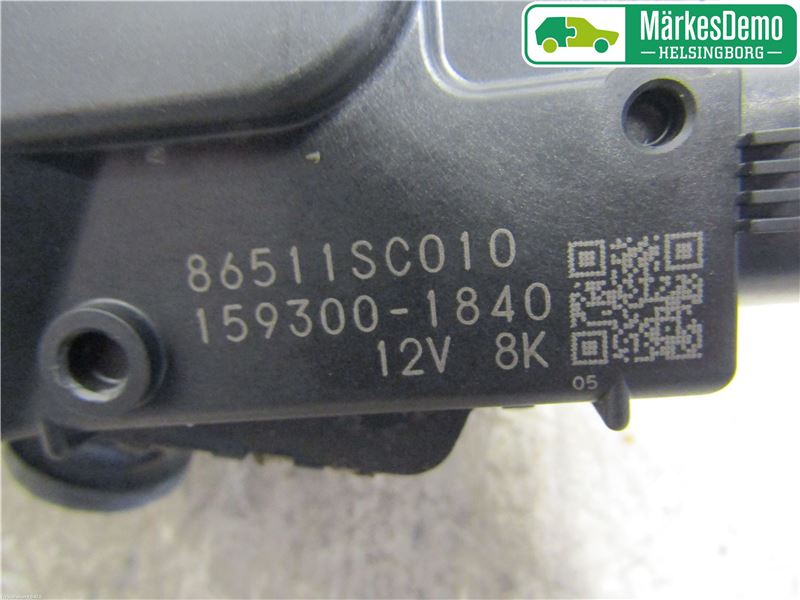 MärkesDemo
HELSINGBORG
86511SC010
159300-1840
12V 8K
05